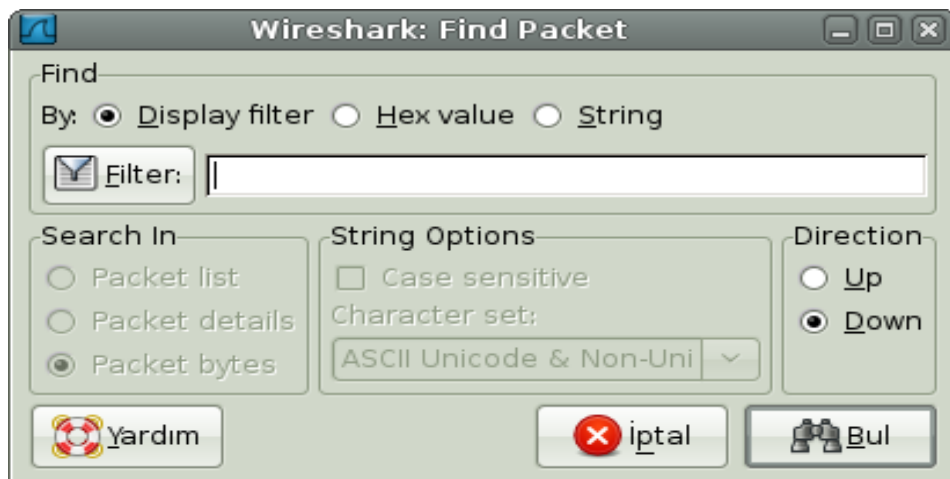 Wireshark: Find Packet
Find
By: Display filter Hex value String
Filter:
Search In
Packet list
Packet details
Packet bytes
String Options
Case sensitive
Character set:
ASCII Unicode & Non-Uni
Direction
Up
Down
Yardım
İptal
Bul